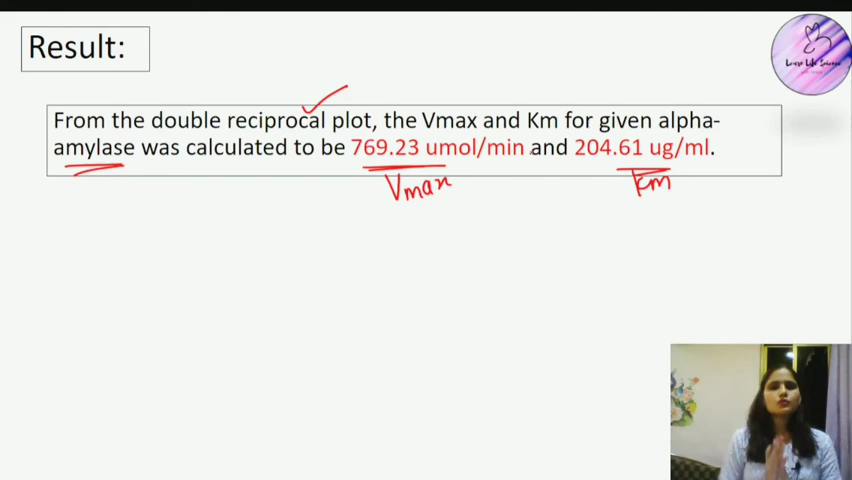 Result:
From the double reciprocal plot, the Vmax and Km for given alpha-
amylase was calculated to be 769.23 umol/min and 204.61 ug/ml.
Vmax
Km